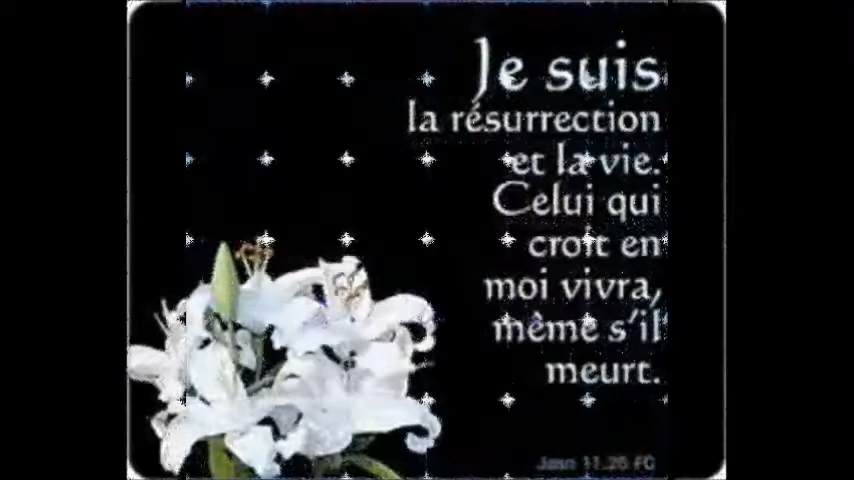 Je suis
la résurrection
et la vie.
Celui qui
croit en
moi vivra,
même s'il
meurt.
Jean 11.25 FC